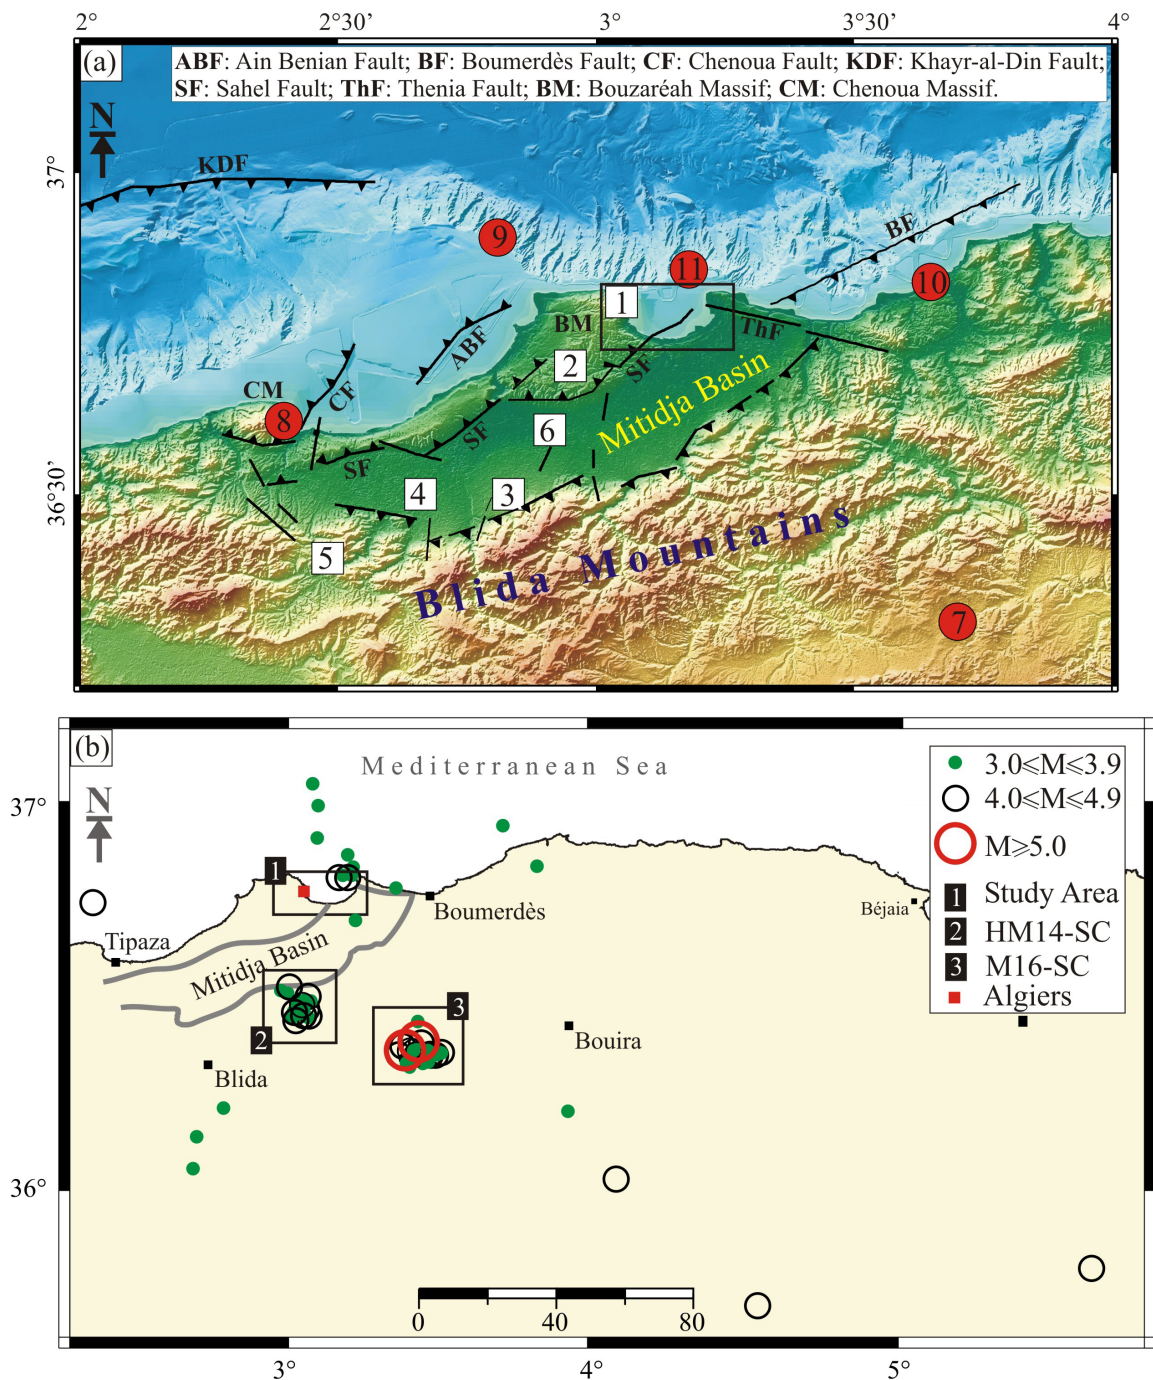 2° 2°30' 3° 3°30' 4°
(a)
ABF: Ain Benian Fault; BF: Boumerdès Fault; CF: Chenoua Fault; KDF: Khayr-al-Din Fault;
SF: Sahel Fault; ThF: Thenia Fault; BM: Bouzaréah Massif; CM: Chenoua Massif.
N
37°
KDF
BF
9
11
10
1
BM
ThF
ABF
2
SF
CM
CF
8
Mitidja Basin
6
SF
SF
36°30'
4
3
5
Blida Mountains
7
(b)
Mediterranean Sea
3.0⩽M⩽3.9
4.0⩽M⩽4.9
M⩾5.0
1 Study Area
2 HM14-SC
3 M16-SC
Algiers
37°
N
1
Boumerdès
Béjaia
Tipaza
Mitidja Basin
3
2
Bouira
Blida
36°
0 40 80
3° 4° 5°